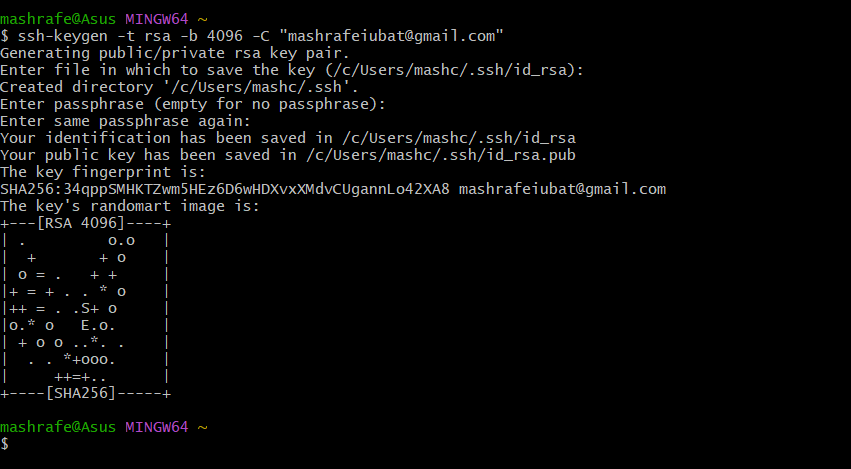 mashrafe@Asus MINGW64 ~
$ ssh-keygen -t rsa -b 4096 -C "mashrafeiubat@gmail.com"
Generating public/private rsa key pair.
Enter file in which to save the key (/c/Users/mashc/.ssh/id_rsa):
Created directory '/c/Users/mashc/.ssh'.
Enter passphrase (empty for no passphrase):
Enter same passphrase again:
Your identification has been saved in /c/Users/mashc/.ssh/id_rsa
Your public key has been saved in /c/Users/mashc/.ssh/id_rsa.pub
The key fingerprint is:
SHA256:34qppSMHKTZwm5HEz6D6wHDXvxXMdvCUgannLo42XA8 mashrafeiubat@gmail.com
The key's randomart image is:
+---[RSA 4096]----+
| .         o.o   |
|  +       + o    |
| o = .   + +     |
|+ = + . . * o    |
|++ = . .S+ o     |
|o.* o   E.o.     |
| + o o ..*. .    |
|  . . *+ooo.     |
|     ++=+..      |
+----[SHA256]-----+
mashrafe@Asus MINGW64 ~
$